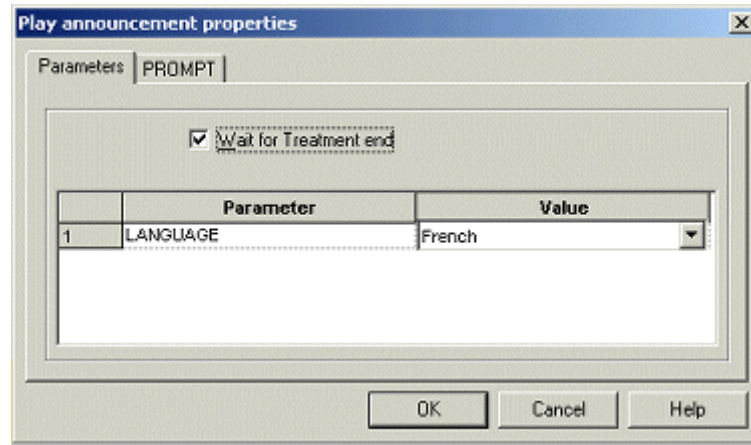 Play announcement properties
Parameters PROMPT
Wait for Treatment end
Parameter Value
1 LANGUAGE French
OK Cancel Help